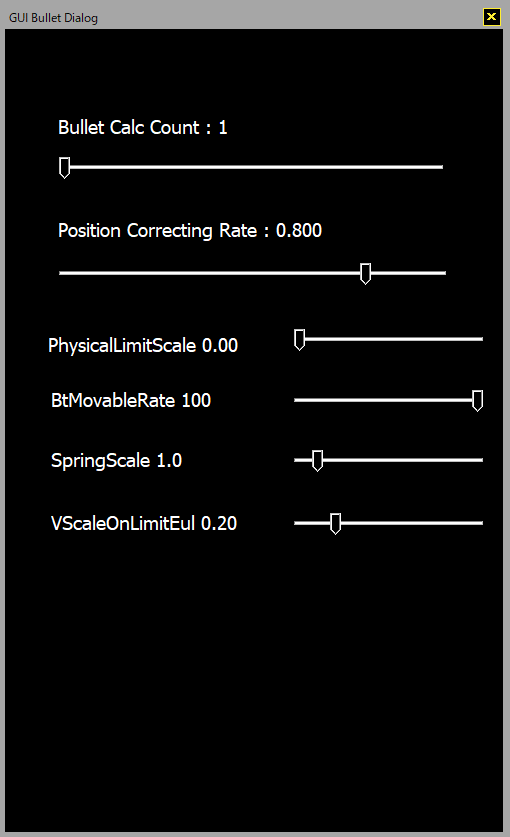 GUI Bullet Dialog
Bullet Calc Count : 1
Position Correcting Rate : 0.800
PhysicalLimitScale 0.00
BtMovableRate 100
SpringScale 1.0
VScaleOnLimitEul 0.20